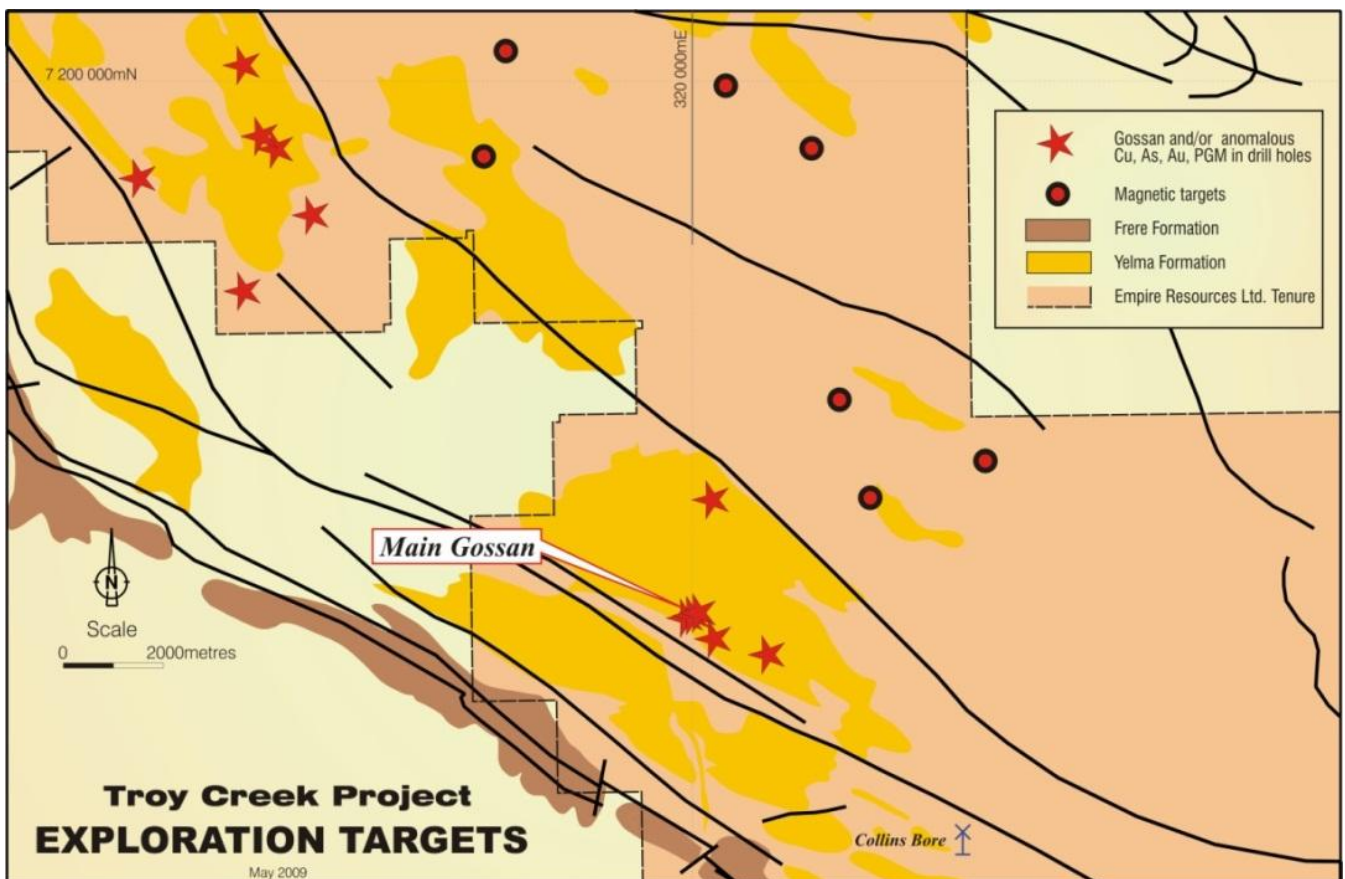 7 200 000mN
320 000mE
Gossan and/or anomalous
Cu, As, Au, PGM in drill holes
Magnetic targets
Frere Formation
Yelma Formation
Empire Resources Ltd. Tenure
Main Gossan
N
Scale
0 2000metres
Troy Creek Project
EXPLORATION TARGETS
May 2009
Collins Bore